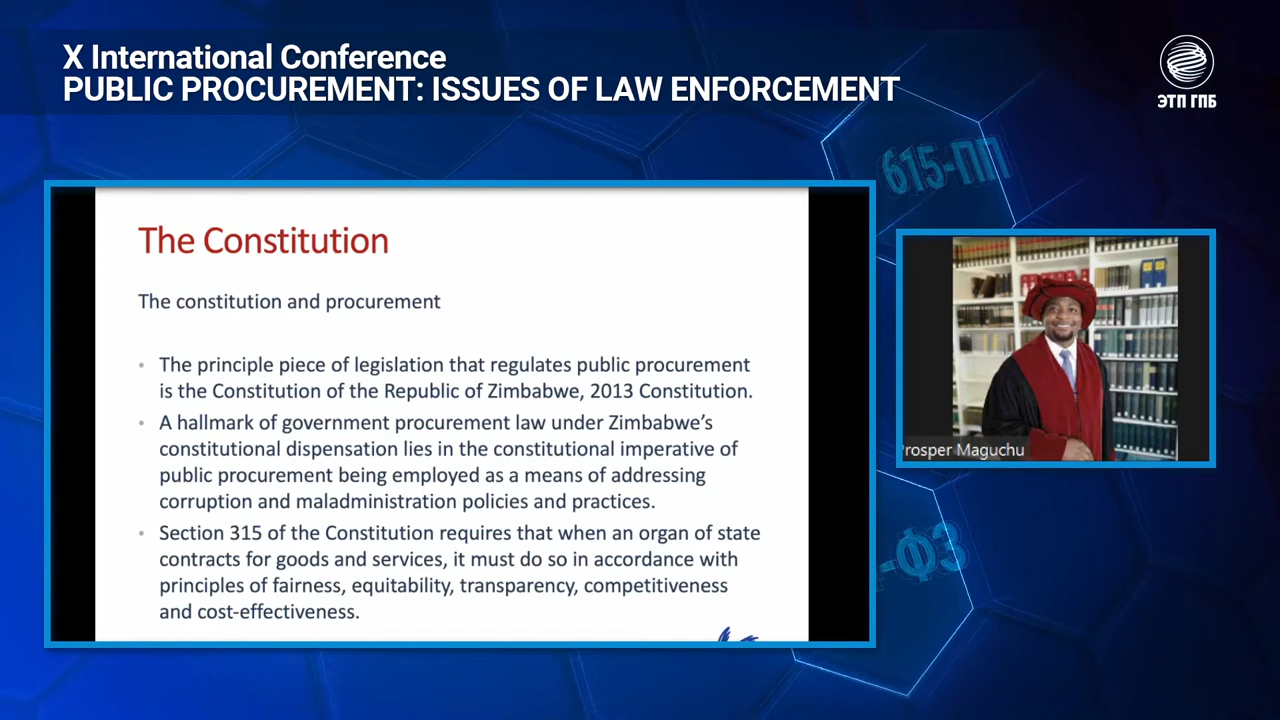 X International Conference
PUBLIC PROCUREMENT: ISSUES OF LAW ENFORCEMENT
ЭТП ГПБ
615-ПП
The Constitution
The constitution and procurement
• The principle piece of legislation that regulates public procurement
is the Constitution of the Republic of Zimbabwe, 2013 Constitution.
• A hallmark of government procurement law under Zimbabwe’s
constitutional dispensation lies in the constitutional imperative of
public procurement being employed as a means of addressing
corruption and maladministration policies and practices.
• Section 315 of the Constitution requires that when an organ of state
contracts for goods and services, it must do so in accordance with
principles of fairness, equitability, transparency, competitiveness
and cost-effectiveness.
rosper Maguchu
-ФЗ